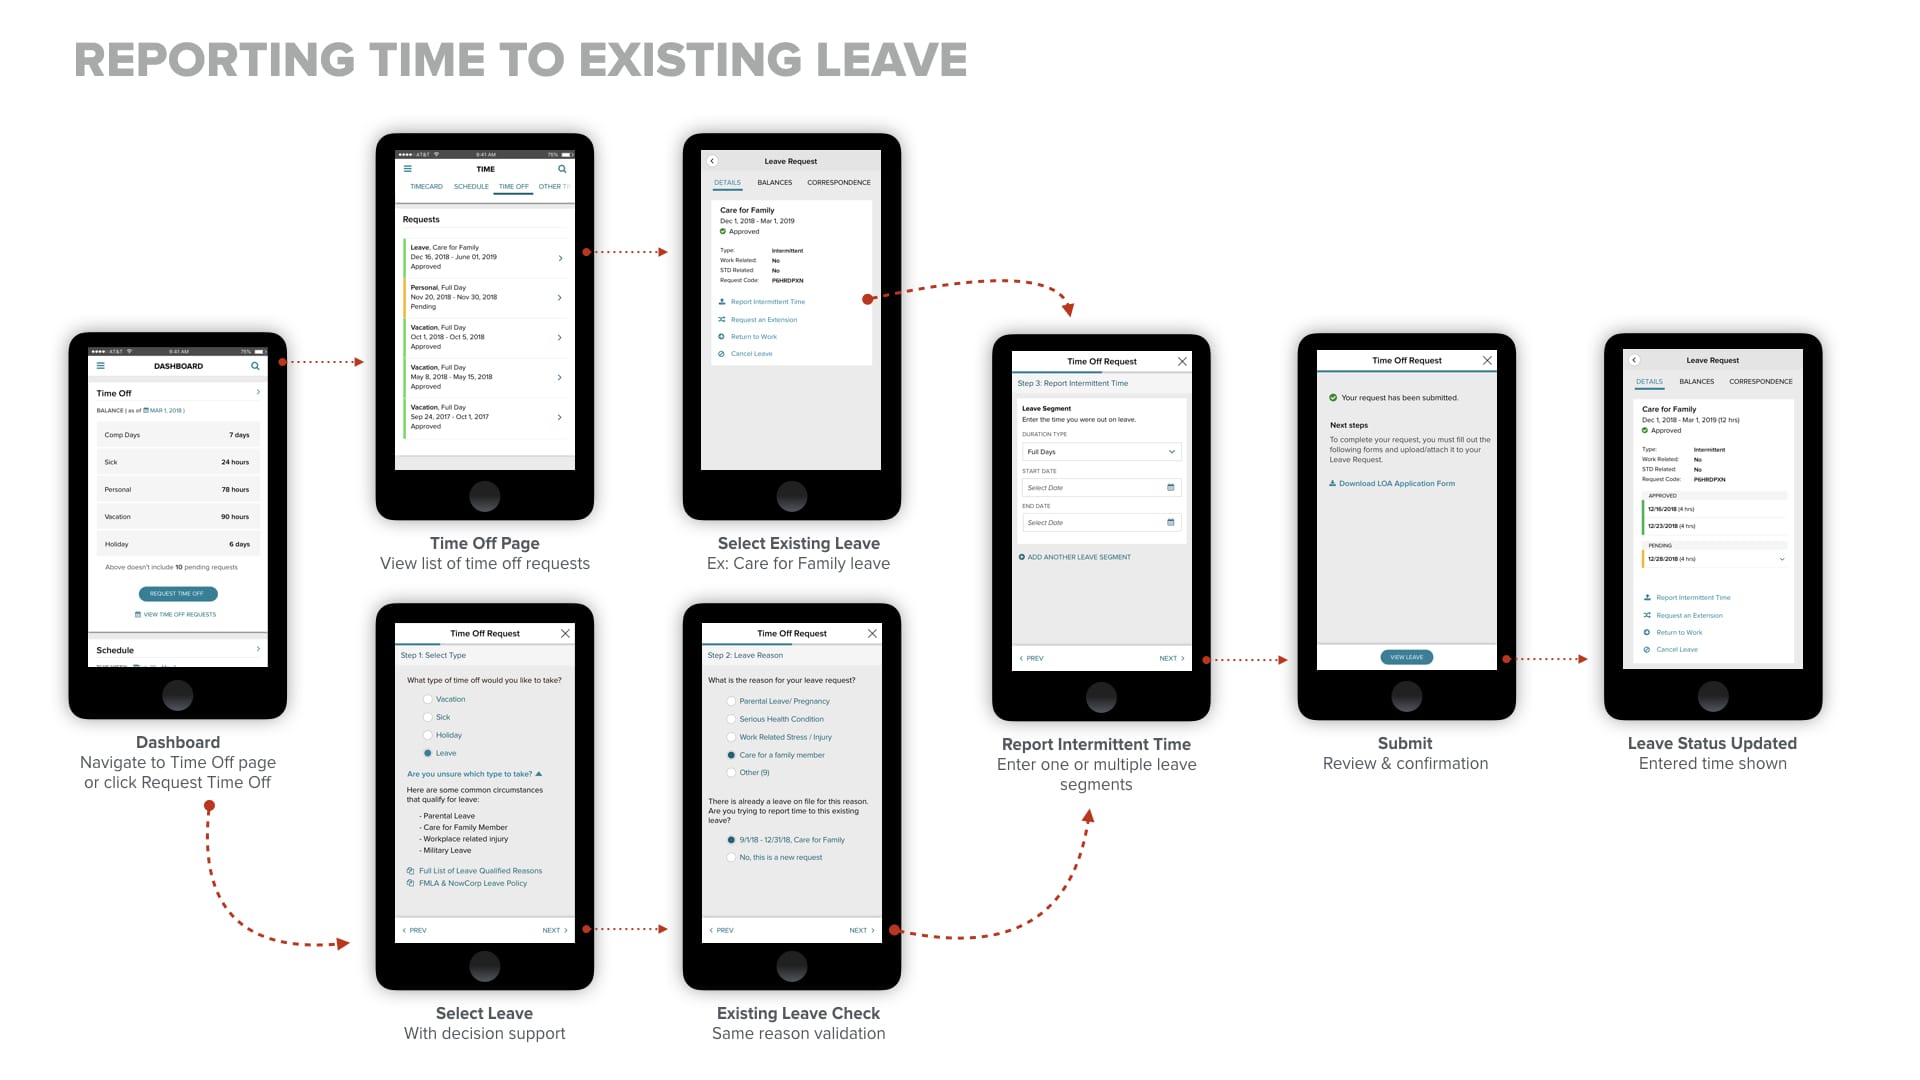 REPORTING TIME TO EXISTING LEAVE
AT&T 9:41 AM 75%
DASHBOARD
Time Off
BALANCE ( as of MAR 1, 2018 )
Comp Days 7 days
Sick 24 hours
Personal 78 hours
Vacation 90 hours
Holiday 6 days
Above doesn't include 10 pending requests
REQUEST TIME OFF
VIEW TIME OFF REQUESTS
Schedule
Dashboard
Navigate to Time Off page
or click Request Time Off
AT&T 9:41 AM 75%
TIME
TIMECARD SCHEDULE TIME OFF OTHER TI
Requests
Leave, Care for Family
Dec 16, 2018 - June 01, 2019
Approved
Personal, Full Day
Nov 20, 2018 - Nov 30, 2018
Pending
Vacation, Full Day
Oct 1, 2018 - Oct 5, 2018
Approved
Vacation, Full Day
May 8, 2018 - May 15, 2018
Approved
Vacation, Full Day
Sep 24, 2017 - Oct 1, 2017
Approved
Time Off Page
View list of time off requests
Leave Request
DETAILS BALANCES CORRESPONDENCE
Care for Family
Dec 1, 2018 - Mar 1, 2019
Approved
Type: Intermittent
Work Related: No
STD Related: No
Request Code: P6HRDPXN
Report Intermittent Time
Request an Extension
Return to Work
Cancel Leave
Select Existing Leave
Ex: Care for Family leave
Time Off Request
Step 1: Select Type
What type of time off would you like to take?
Vacation
Sick
Holiday
Leave
Are you unsure which type to take?
Here are some common circumstances
that qualify for leave:
- Parental Leave
- Care for Family Member
- Workplace related injury
- Military Leave
Full List of Leave Qualified Reasons
FMLA & NowCorp Leave Policy
PREV NEXT
Select Leave
With decision support
Time Off Request
Step 2: Leave Reason
What is the reason for your leave request?
Parental Leave/ Pregnancy
Serious Health Condition
Work Related Stress / Injury
Care for a family member
Other (9)
There is already a leave on file for this reason.
Are you trying to report time to this existing
leave?
9/1/18 - 12/31/18, Care for Family
No, this is a new request
PREV NEXT
Existing Leave Check
Same reason validation
Time Off Request
Step 3: Report Intermittent Time
Leave Segment
Enter the time you were out on leave.
DURATION TYPE
Full Days
START DATE
Select Date
END DATE
Select Date
ADD ANOTHER LEAVE SEGMENT
PREV NEXT
Report Intermittent Time
Enter one or multiple leave
segments
Time Off Request
Your request has been submitted.
Next steps
To complete your request, you must fill out the
following forms and upload/attach it to your
Leave Request.
Download LOA Application Form
VIEW LEAVE
Submit
Review & confirmation
Leave Request
DETAILS BALANCES CORRESPONDENCE
Care for Family
Dec 1, 2018 - Mar 1, 2019 (12 hrs)
Approved
Type: Intermittent
Work Related: No
STD Related: No
Request Code: P6HRDPXN
APPROVED
12/16/2018 (4 hrs)
12/23/2018 (4 hrs)
PENDING
12/28/2018 (4 hrs)
Report Intermittent Time
Request an Extension
Return to Work
Cancel Leave
Leave Status Updated
Entered time shown